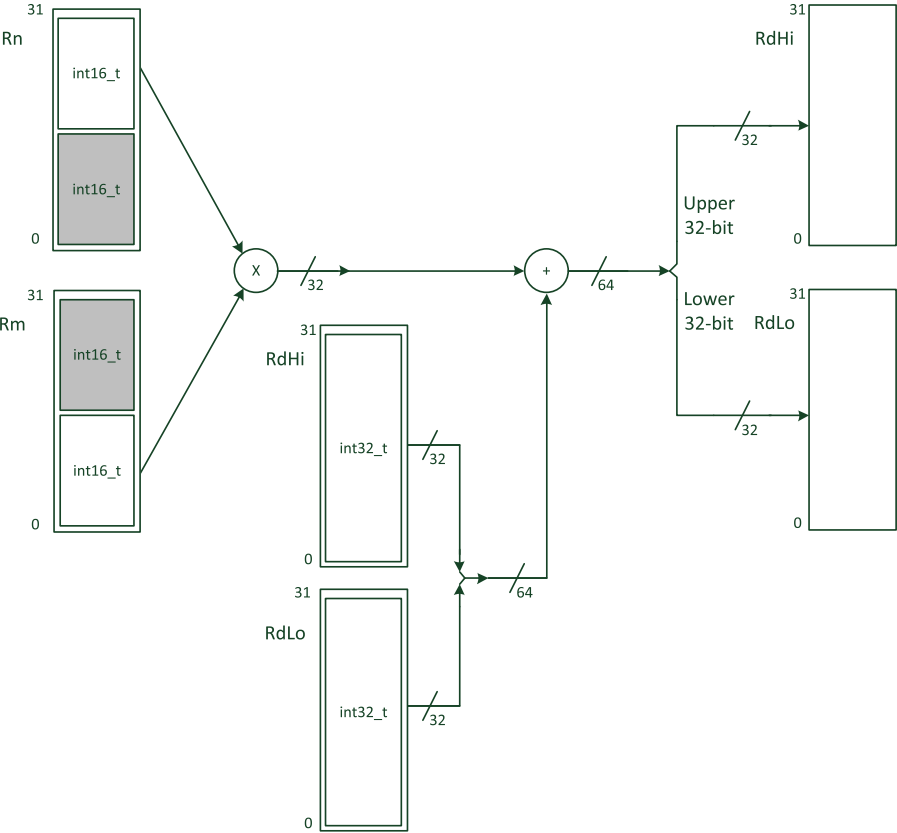 31
Rn
int16_t
int16_t
0
31
Rm
int16_t
int16_t
0
X
32
31
RdHi
int32_t
32
0
31
RdLo
int32_t
32
0
64
+
64
Upper
32-bit
Lower
32-bit
32
31
RdHi
0
31
RdLo
32
0